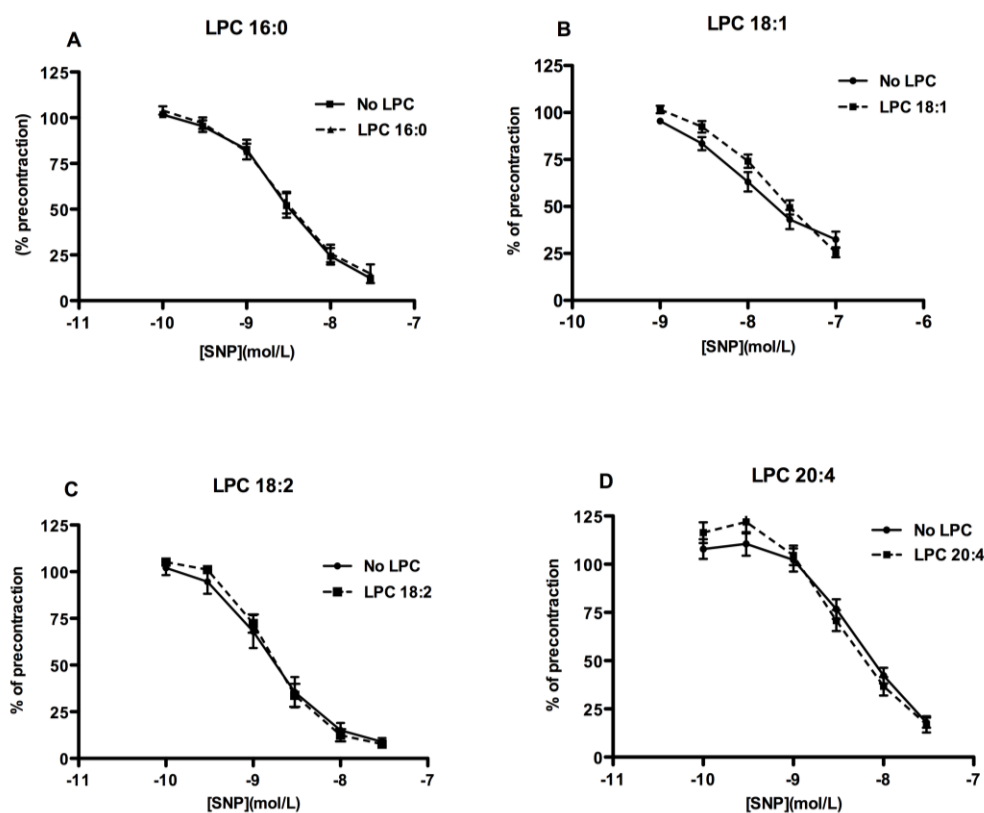 A
LPC 16:0
(% precontraction)
125
100
75
50
25
0
-11
-10
-9
-8
-7
[SNP](mol/L)
No LPC
LPC 16:0
B
LPC 18:1
% of precontraction
125
100
75
50
25
0
-10
-9
-8
-7
-6
[SNP](mol/L)
No LPC
LPC 18:1
C
LPC 18:2
% of precontraction
125
100
75
50
25
0
-11
-10
-9
-8
-7
[SNP](mol/L)
No LPC
LPC 18:2
D
LPC 20:4
% of precontraction
125
100
75
50
25
0
-11
-10
-9
-8
-7
[SNP](mol/L)
No LPC
LPC 20:4